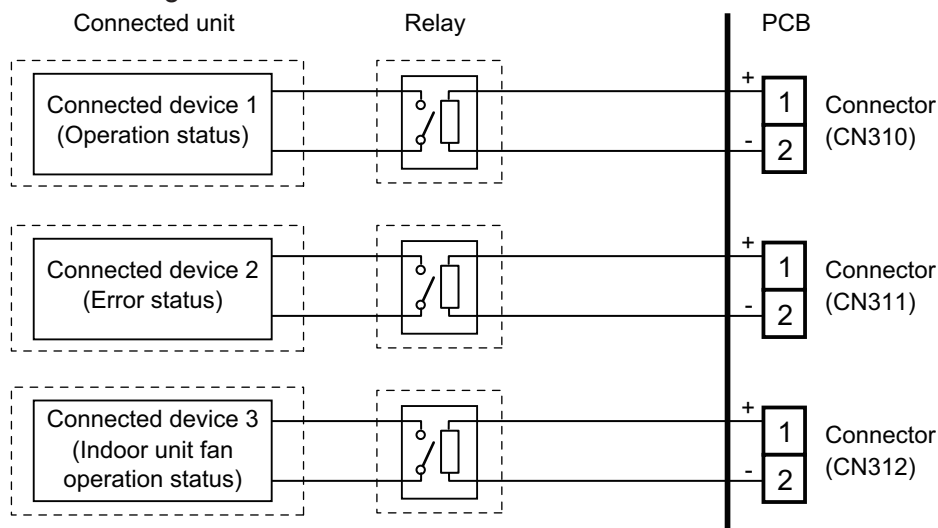 Connected unit
Relay
PCB
Connected device 1
(Operation status)
+
1
-
2
Connector
(CN310)
Connected device 2
(Error status)
+
1
-
2
Connector
(CN311)
Connected device 3
(Indoor unit fan
operation status)
+
1
-
2
Connector
(CN312)